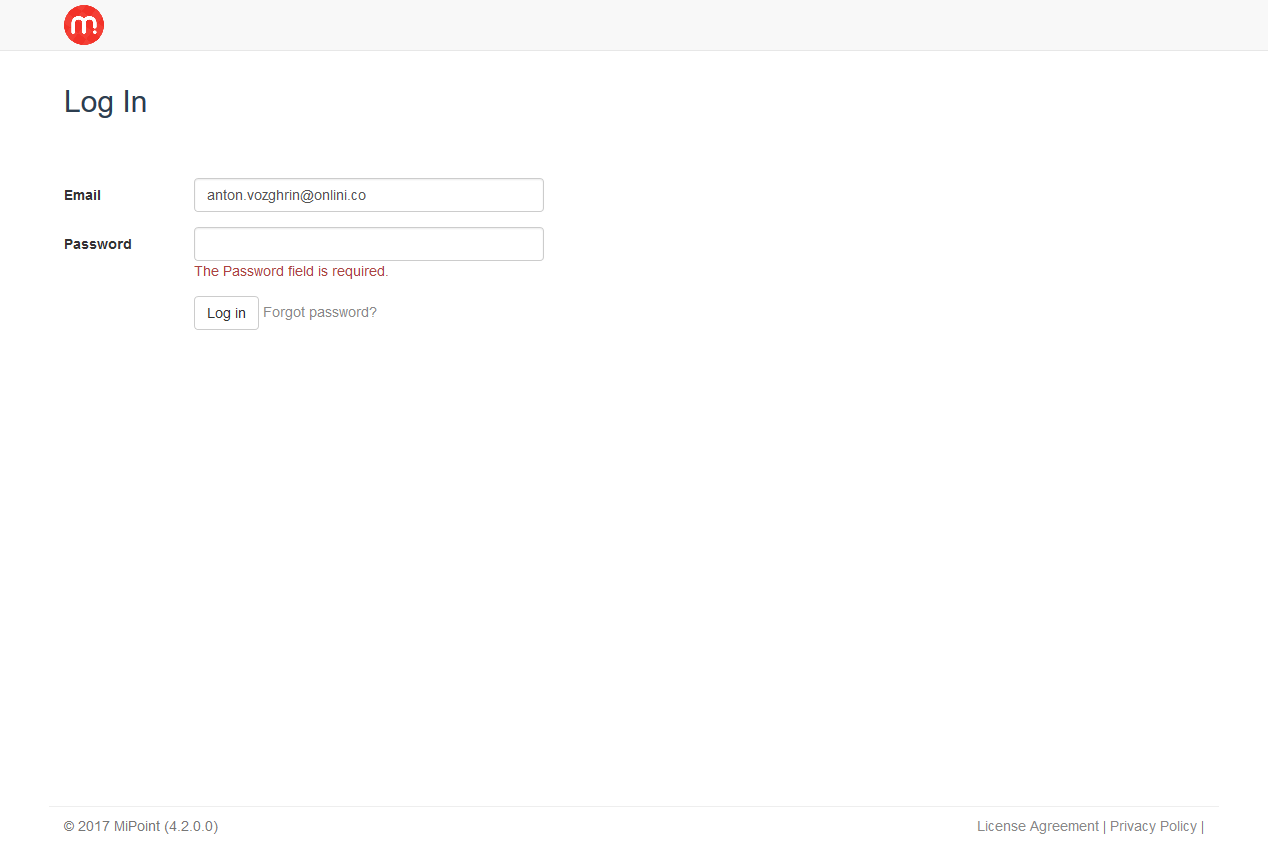 m
Log In
Email anton.vozghrin@onlini.co
Password
The Password field is required.
Log in Forgot password?
© 2017 MiPoint (4.2.0.0) License Agreement | Privacy Policy |